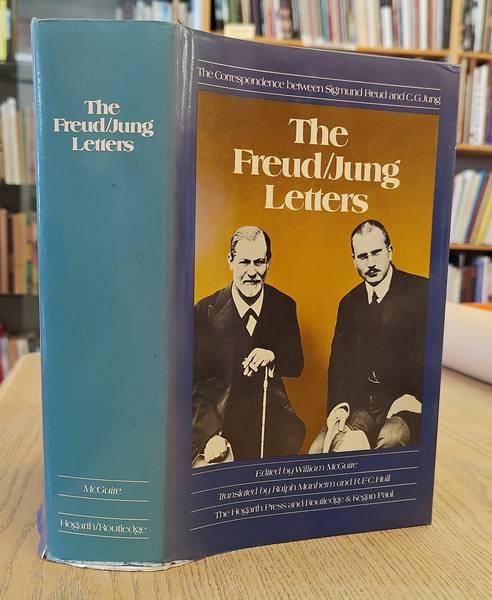 The
Freud/Jung
Letters
McGuire
Hogarth/Routledge
The Correspondence between Sigmund Freud and C.G. Jung
The
Freud/Jung
Letters
Edited by William McGuire
Translated by Ralph Manheim and R.F.C. Hull
The Hogarth Press and Routledge & Kegan Paul